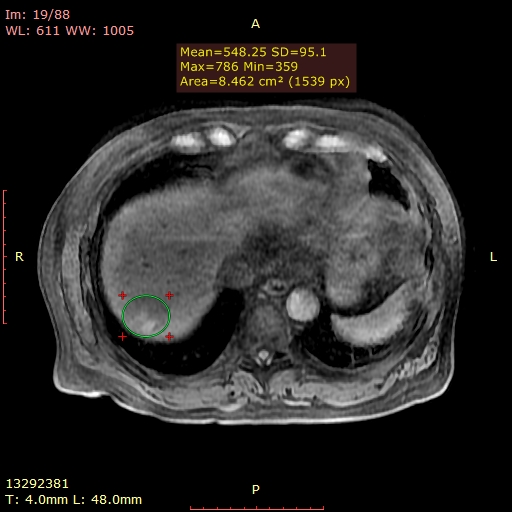 Im: 19/88
WL: 611 WW: 1005
A
Mean=548.25 SD=95.1
Max=786 Min=359
Area=8.462 cm² (1539 px)
R
L
13292381
T: 4.0mm L: 48.0mm
P